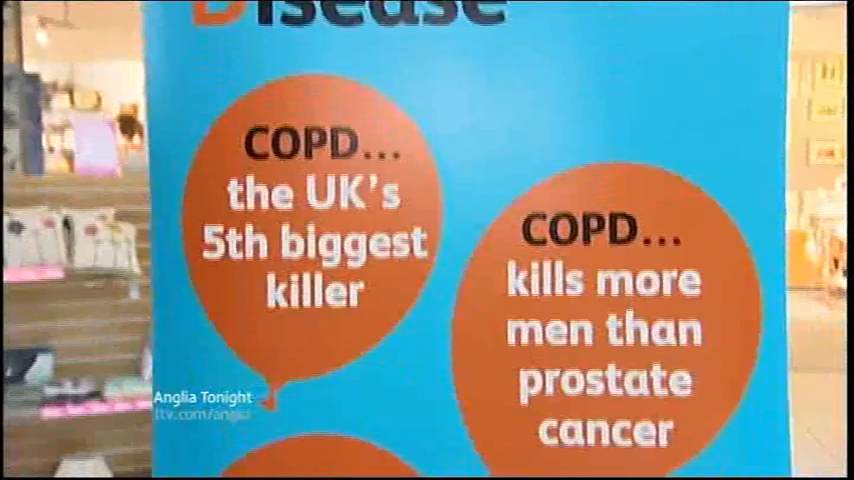 Disease
COPD...
the UK's
5th biggest
killer
COPD...
kills more
men than
prostate
cancer
Anglia Tonight
itv.com/anglia